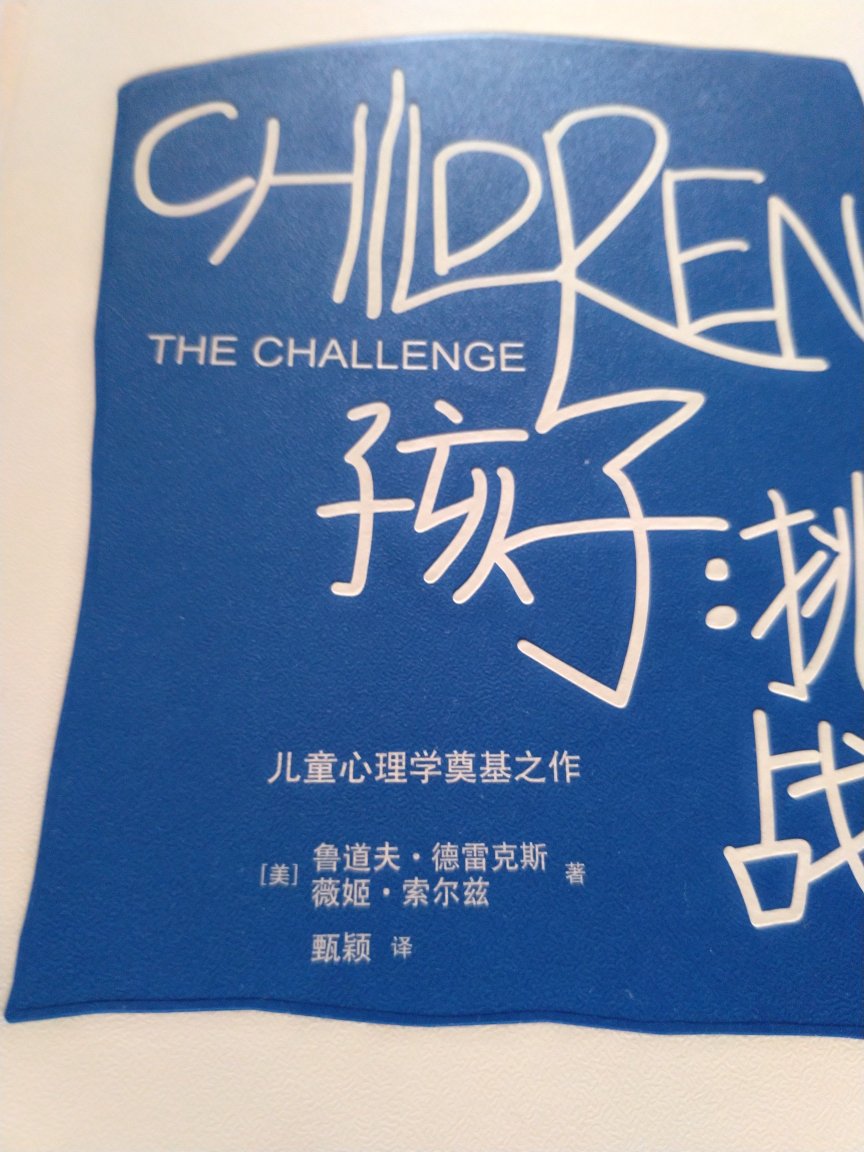 CHILDREN
THE CHALLENGE
孩子:挑
战
儿童心理学奠基之作
[美] 鲁道夫·德雷克斯
薇姬·索尔兹 著
甄颖 译